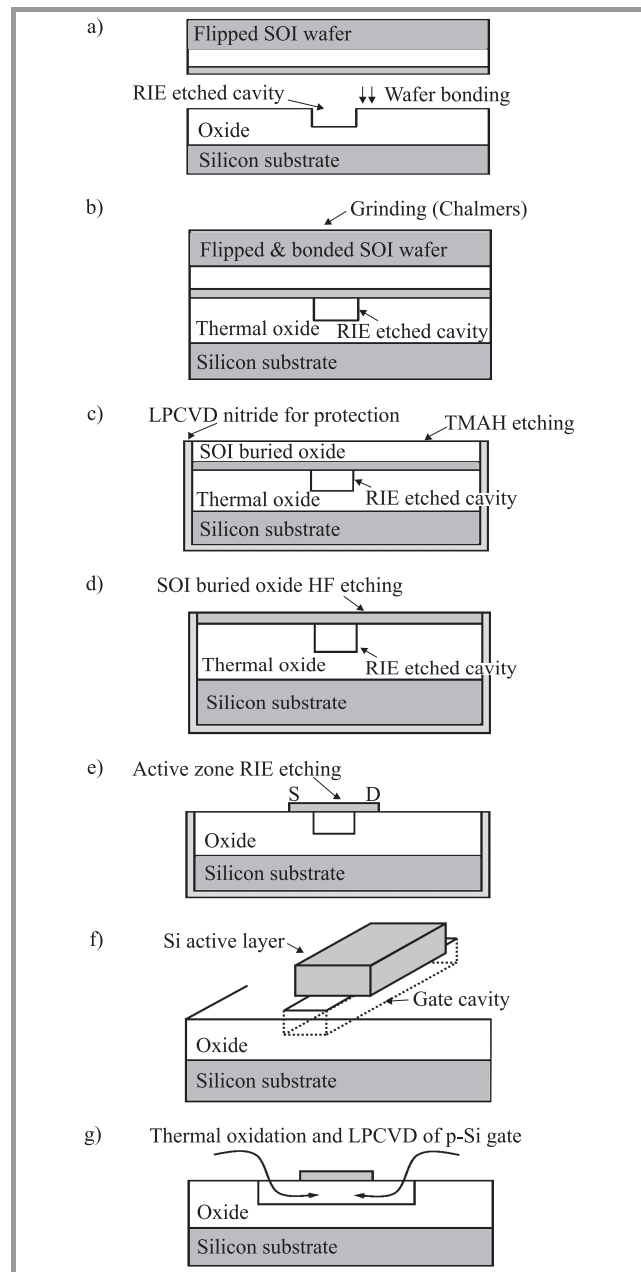 a)
Flipped SOI wafer
RIE etched cavity
Wafer bonding
Oxide
Silicon substrate
b)
Grinding (Chalmers)
Flipped & bonded SOI wafer
Thermal oxide
RIE etched cavity
Silicon substrate
c)
LPCVD nitride for protection
TMAH etching
SOI buried oxide
Thermal oxide
RIE etched cavity
Silicon substrate
d)
SOI buried oxide HF etching
Thermal oxide
RIE etched cavity
Silicon substrate
e)
Active zone RIE etching
S D
Oxide
Silicon substrate
f)
Si active layer
Gate cavity
Oxide
Silicon substrate
g)
Thermal oxidation and LPCVD of p-Si gate
Oxide
Silicon substrate